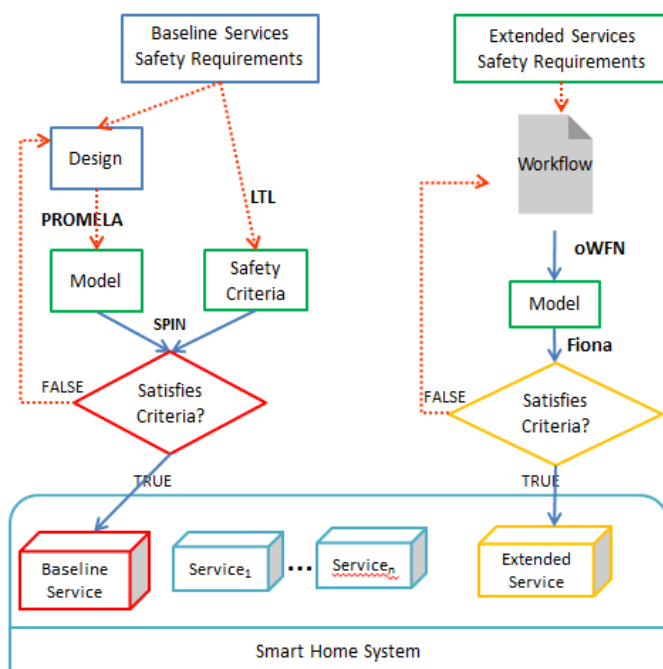 Baseline Services
Safety Requirements
Extended Services
Safety Requirements
Design
Workflow
LTL
PROMELA
oWFN
Model
Safety
Criteria
Model
SPIN
Fiona
FALSE
Satisfies
Criteria?
FALSE
Satisfies
Criteria?
TRUE
TRUE
Baseline
Service
Service₁
...
Serviceₙ
Extended
Service
Smart Home System